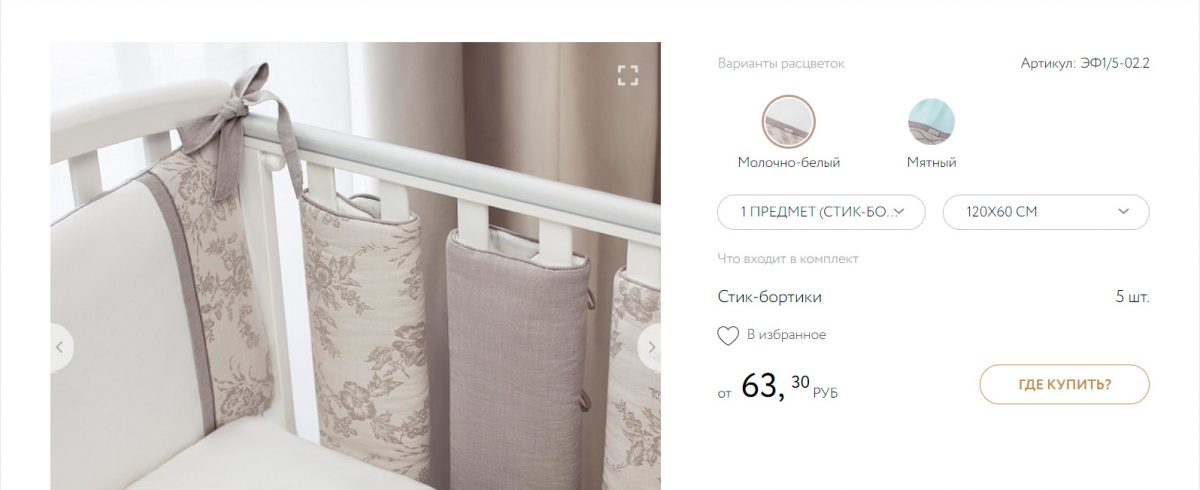 Варианты расцветок
Артикул: ЭФ1/5-02.2
Молочно-белый
Мятный
1 ПРЕДМЕТ (СТИК-БО...
120Х60 СМ
Что входит в комплект
Стик-бортики
5 шт.
В избранное
от 63, 30 РУБ
ГДЕ КУПИТЬ?